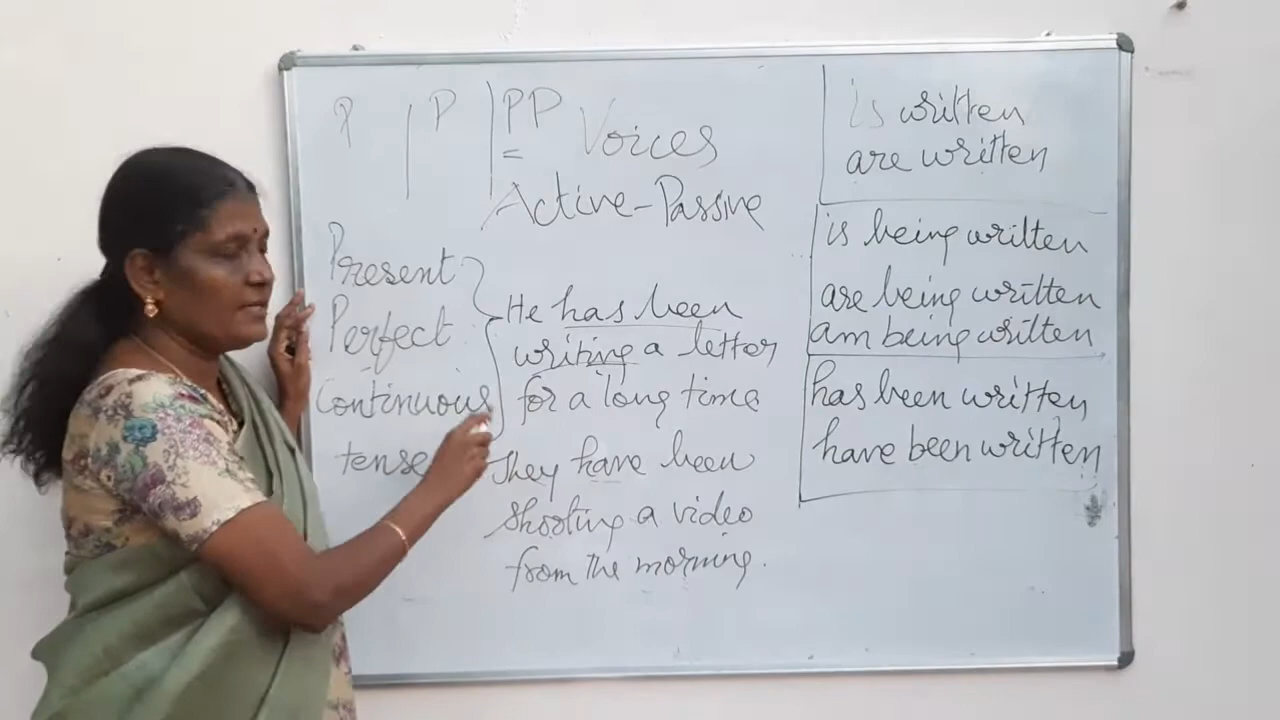 P | P | PP
=
Voices
Active-Passive
Present
Perfect
Continuous
tense
He has been
writing a letter
for a long time
They have been
shooting a video
from the morning.
is written
are written
is being written
are being written
am being written
has been written
have been written